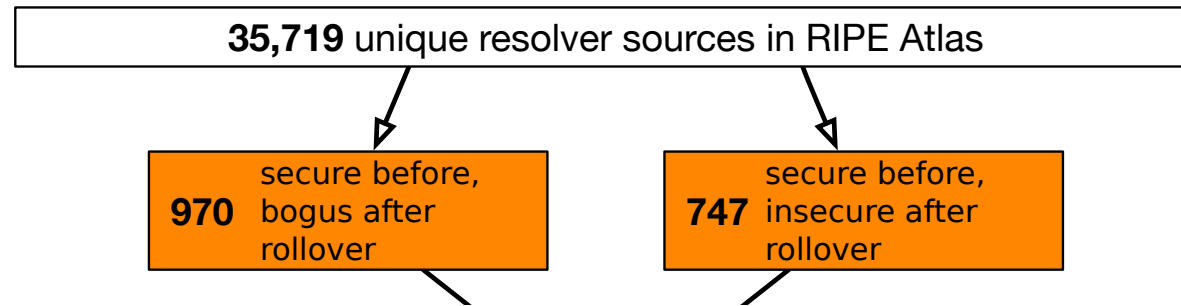 35,719 unique resolver sources in RIPE Atlas
970 secure before,
bogus after
rollover
747 secure before,
insecure after
rollover